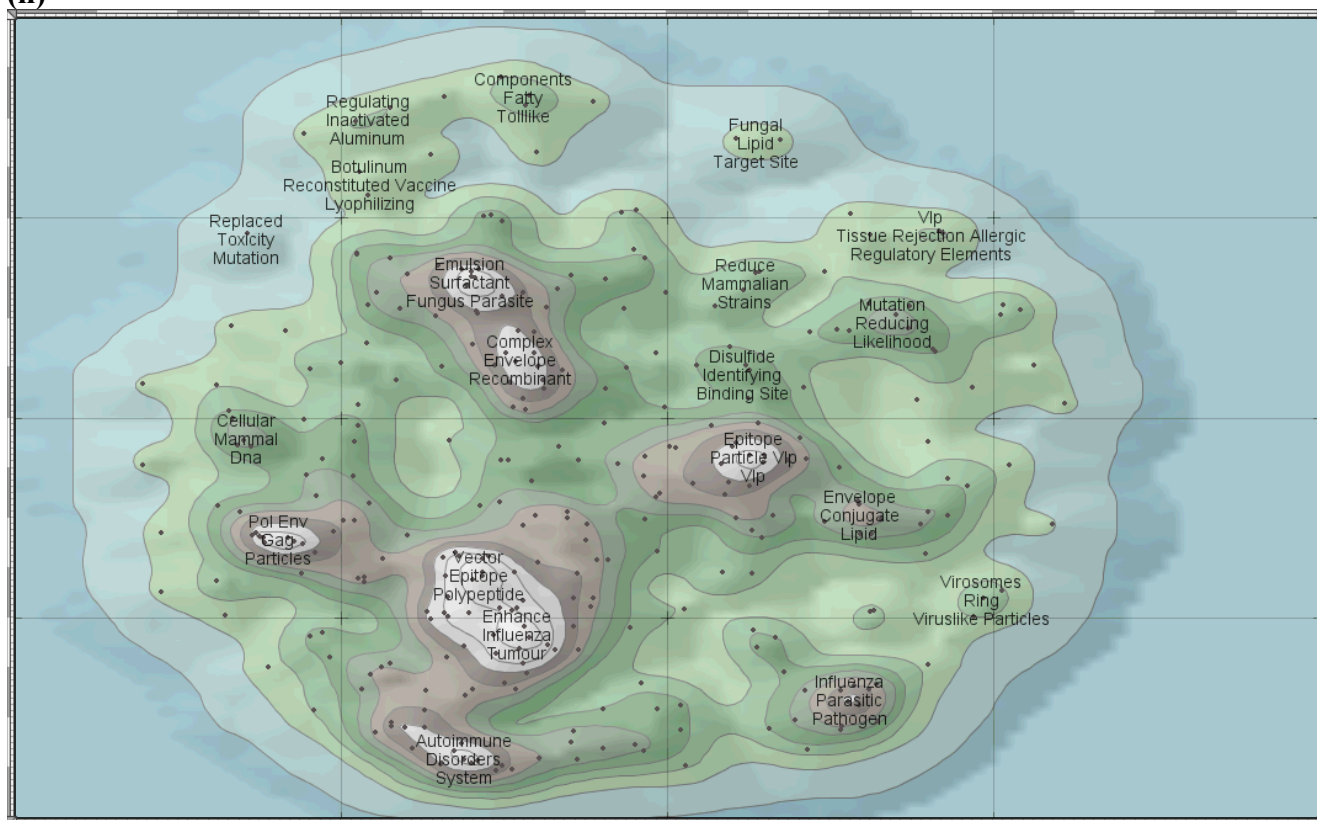 (ii)
Components
Fatty
Tolllike
Regulating
Inactivated
Aluminum
Fungal
Lipid
Target Site
Botulinum
Reconstituted Vaccine
Lyophilizing
Replaced
Toxicity
Mutation
Vlp
Tissue Rejection Allergic
Regulatory Elements
Emulsion
Surfactant
Fungus Parasite
Reduce
Mammalian
Strains
Mutation
Reducing
Likelihood
Complex
Envelope
Recombinant
Disulfide
Identifying
Binding Site
Cellular
Mammal
Dna
Epitope
Particle Vlp
Vlp
Envelope
Conjugate
Lipid
Pol Env
Gag
Particles
Vector
Epitope
Polypeptide
Virosomes
Ring
Viruslike Particles
Enhance
Influenza
Tumour
Influenza
Parasitic
Pathogen
Autoimmune
Disorders
System